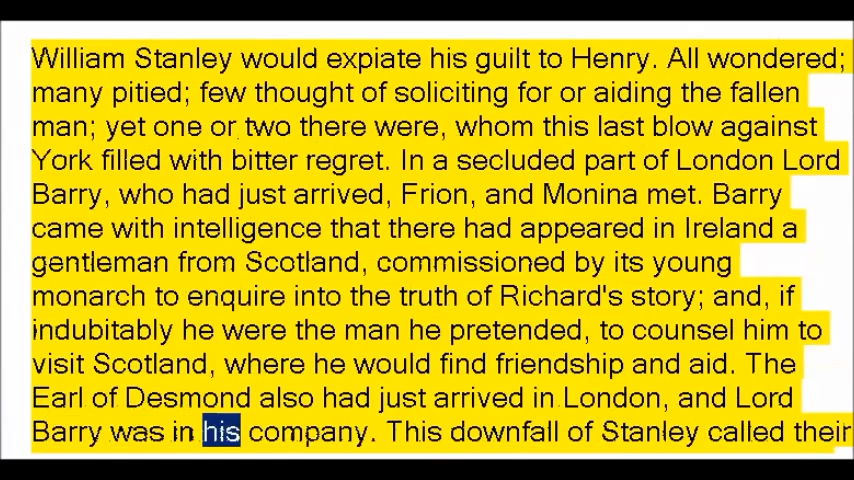 William Stanley would expiate his guilt to Henry. All wondered;
many pitied; few thought of soliciting for or aiding the fallen
man; yet one or two there were, whom this last blow against
York filled with bitter regret. In a secluded part of London Lord
Barry, who had just arrived, Frion, and Monina met. Barry
came with intelligence that there had appeared in Ireland a
gentleman from Scotland, commissioned by its young
monarch to enquire into the truth of Richard's story; and, if
indubitably he were the man he pretended, to counsel him to
visit Scotland, where he would find friendship and aid. The
Earl of Desmond also had just arrived in London, and Lord
Barry was in his company. This downfall of Stanley called their